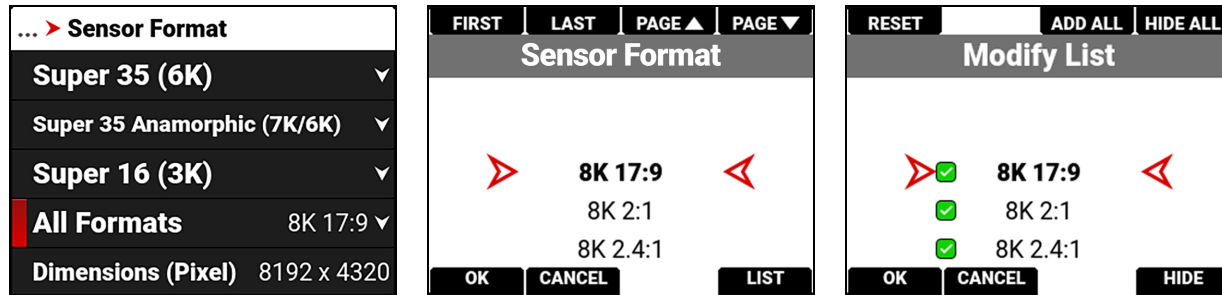 ... Sensor Format
Super 35 (6K)
Super 35 Anamorphic (7K/6K)
Super 16 (3K)
All Formats 8K 17:9
Dimensions (Pixel) 8192 x 4320
FIRST LAST PAGE▲ PAGE▼
Sensor Format
8K 17:9
8K 2:1
8K 2.4:1
OK CANCEL LIST
RESET ADD ALL HIDE ALL
Modify List
8K 17:9
8K 2:1
8K 2.4:1
OK CANCEL HIDE